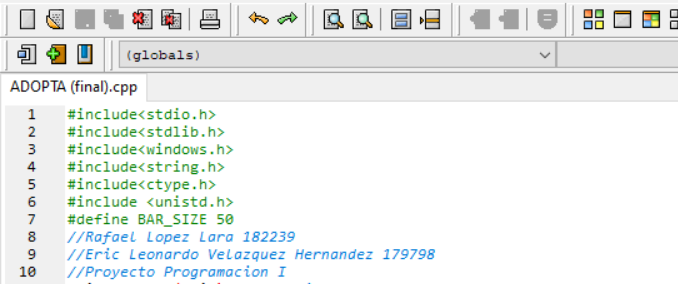 (globals)
ADOPTA (final).cpp
1 #include<stdio.h>
2 #include<stdlib.h>
3 #include<windows.h>
4 #include<string.h>
5 #include<ctype.h>
6 #include <unistd.h>
7 #define BAR_SIZE 50
8 //Rafael Lopez Lara 182239
9 //Eric Leonardo Velazquez Hernandez 179798
10 //Proyecto Programacion I